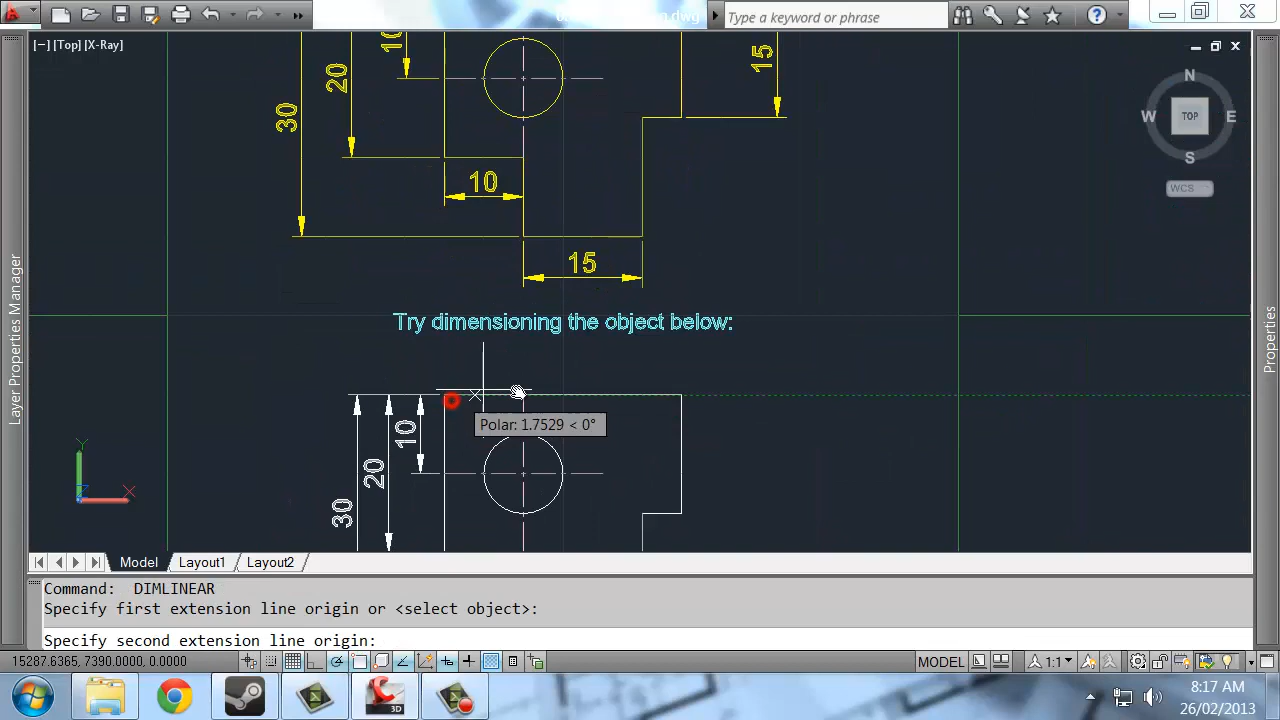 .dwg
Type a keyword or phrase
[−] [Top] [X-Ray]
Layer Properties Manager
Properties
N
W TOP E
S
WCS
10
20
30
15
10
15
Try dimensioning the object below:
10
20
30
Polar: 1.7529 < 0°
Y
X
Model Layout1 Layout2
Command: DIMLINEAR
Specify first extension line origin or <select object>:
Specify second extension line origin:
15287.6365, 7390.0000, 0.0000
MODEL
1:1
3D
8:17 AM
26/02/2013